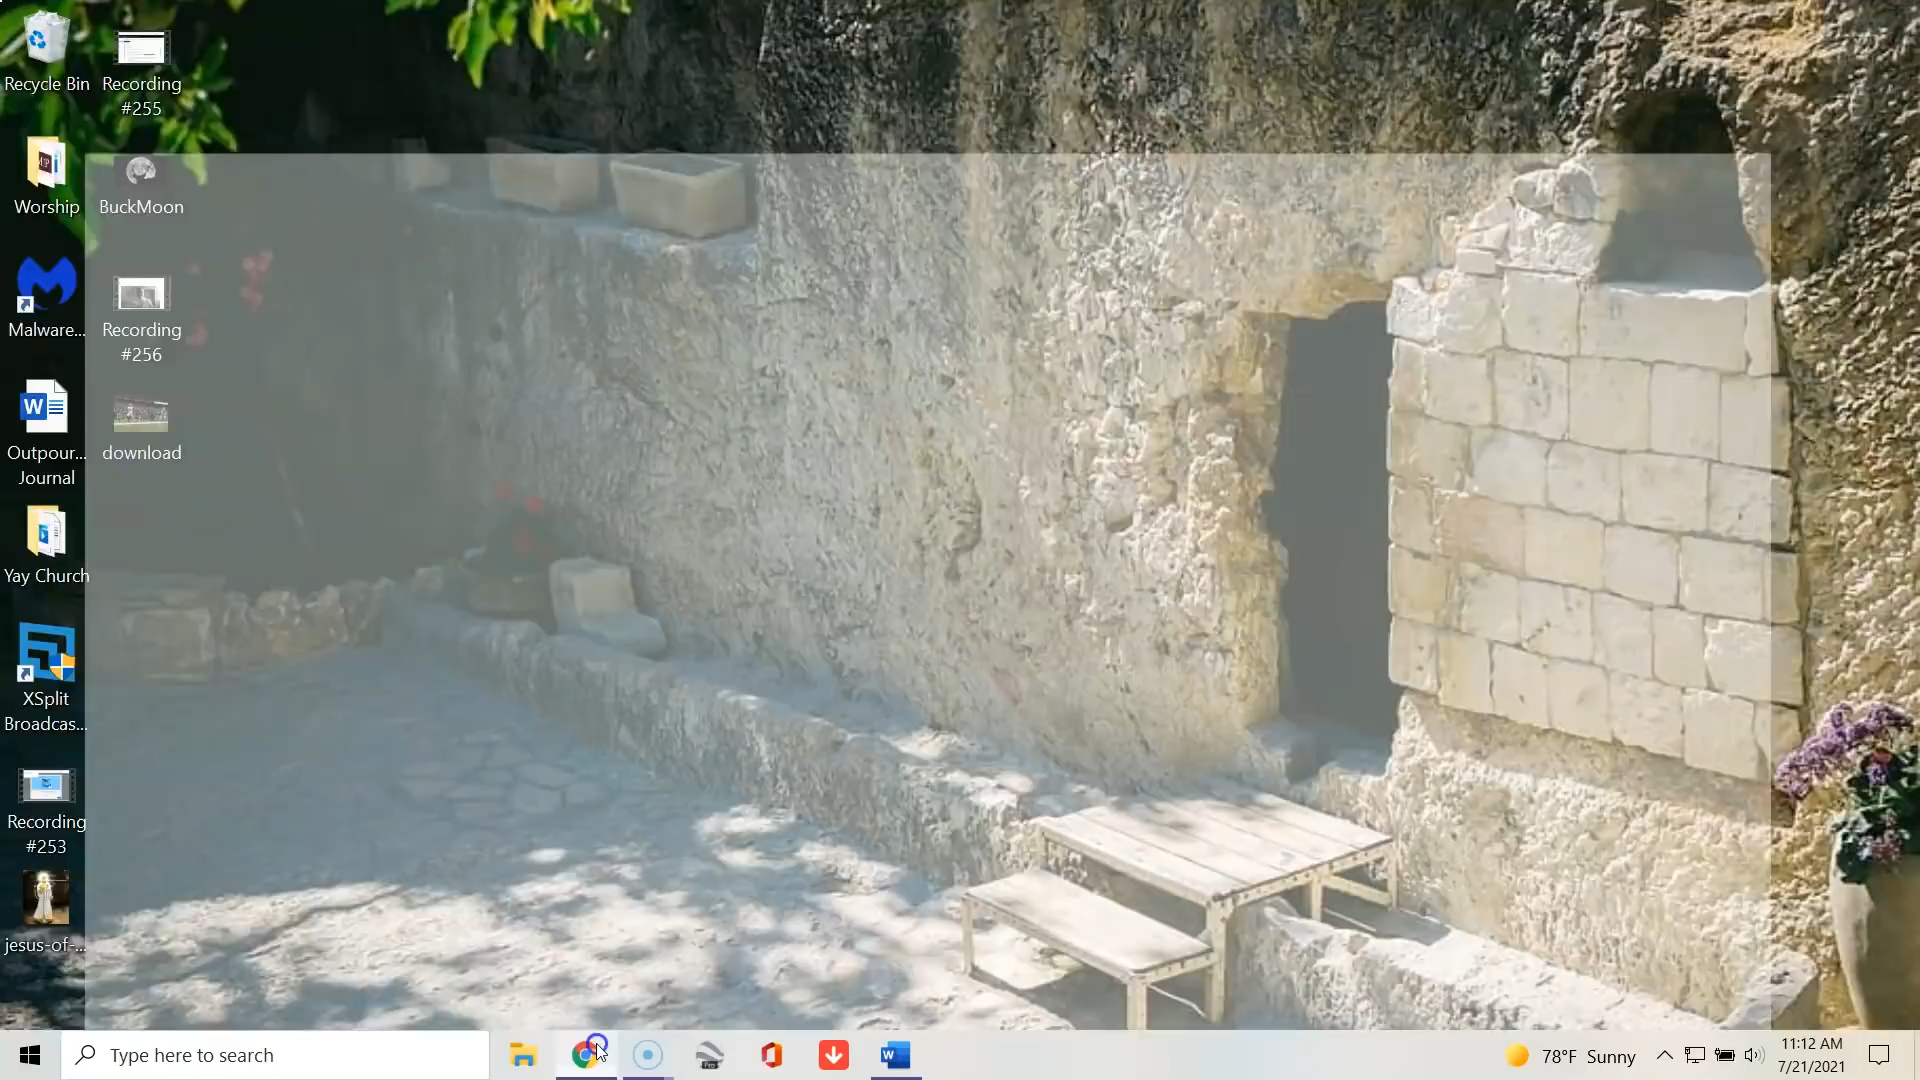 Recycle Bin
Recording
#255
Worship
BuckMoon
Malware...
Recording
#256
Outpour...
Journal
download
Yay Church
XSplit
Broadcas...
Recording
#253
jesus-of-...
Type here to search
78°F Sunny
11:12 AM
7/21/2021